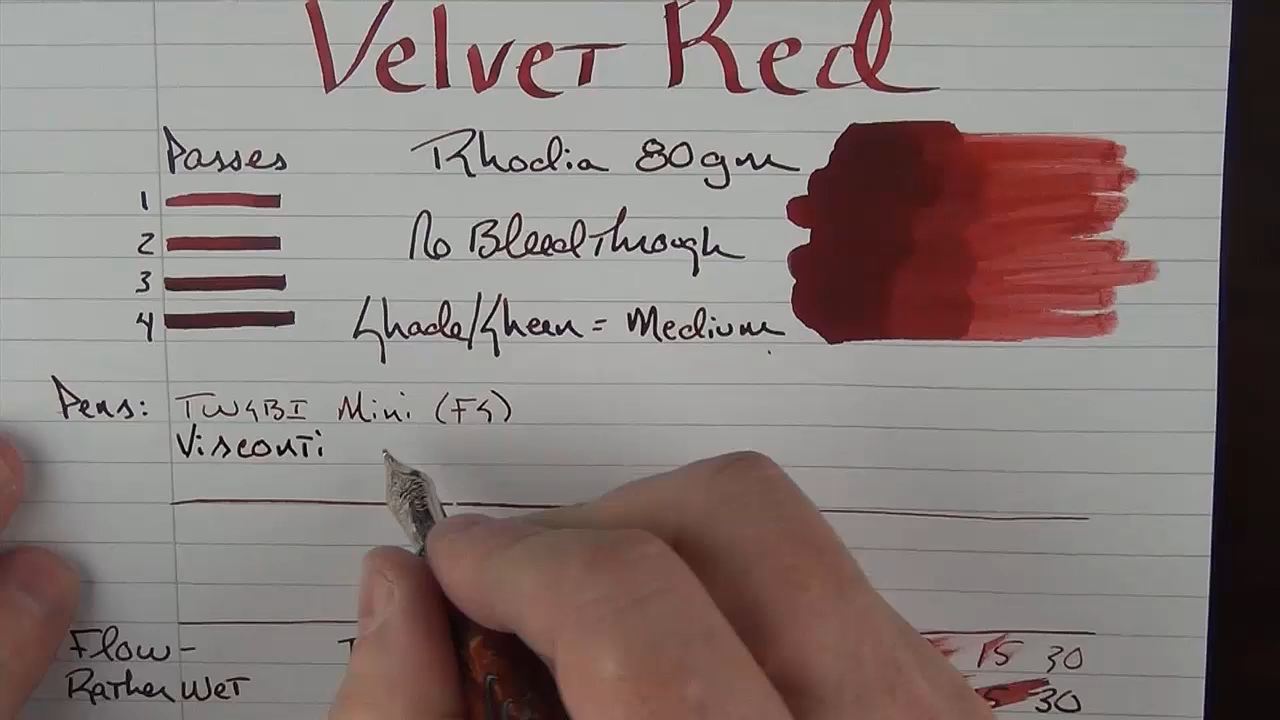 Velvet Red
Passes
1
2
3
4
Rhodia 80gm
No Bleedthrough
Shade/Sheen = Medium
Pens: TWSBI Mini (FS)
Visconti
Flow-
Rather Wet
15 30
30